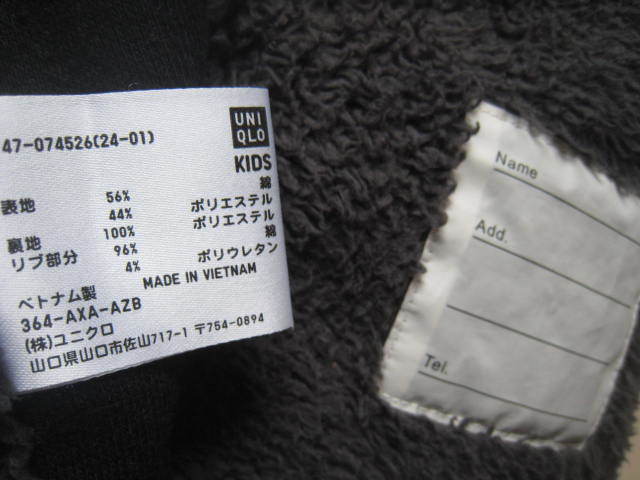 UNI
QLO
47-074526(24-01)
KIDS
表地 56% 綿
44% ポリエステル
裏地 100% ポリエステル
リブ部分 96% 綿
4% ポリウレタン
MADE IN VIETNAM
ベトナム製
364-AXA-AZB
(株)ユニクロ
山口県山口市佐山717-1 〒754-0894
Name
Add.
Tel.